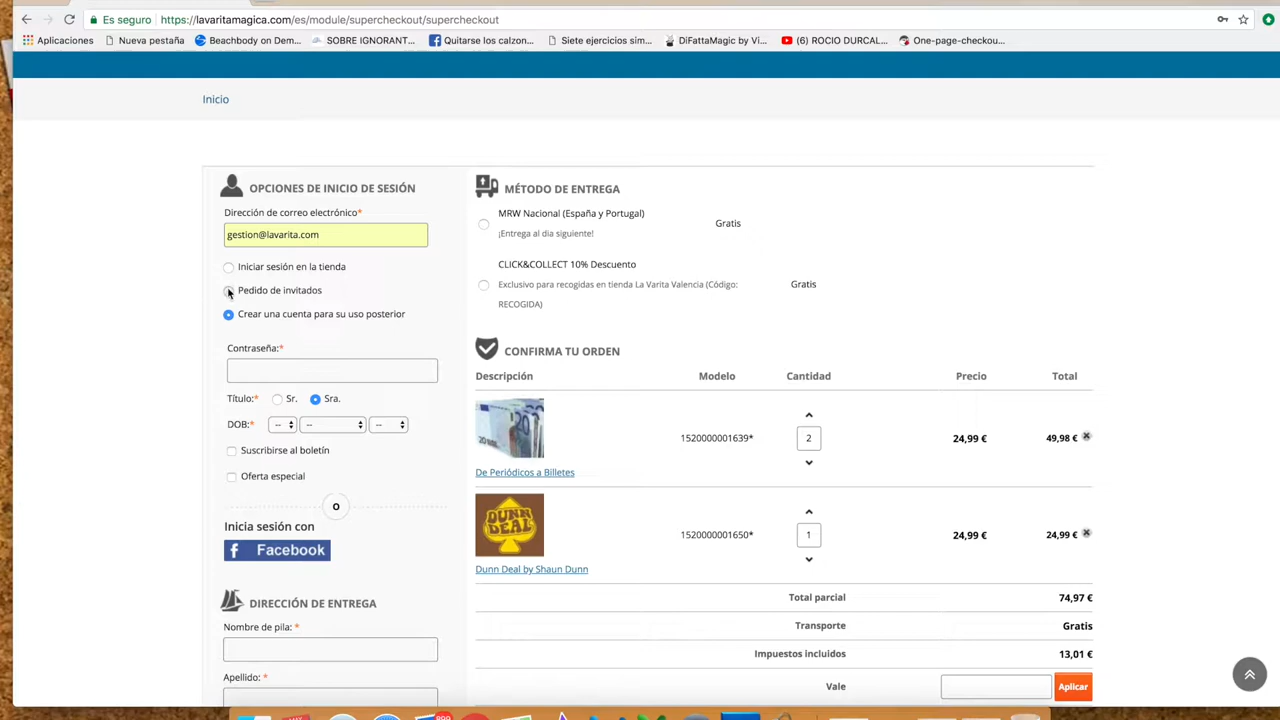 Es seguro https://lavaritamagica.com/es/module/supercheckout/supercheckout
Aplicaciones Nueva pestaña Beachbody on Dem... SOBRE IGNORANT... Quitarse los calzon... Siete ejercicios sim... DiFattaMagic by Vi... (6) ROCIO DURCAL... One-page-checkou...
Inicio
OPCIONES DE INICIO DE SESIÓN
Dirección de correo electrónico*
gestion@lavarita.com
Iniciar sesión en la tienda
Pedido de invitados
Crear una cuenta para su uso posterior
Contraseña:*
Título:* Sr. Sra.
DOB:* -- -- --
Suscribirse al boletín
Oferta especial
O
Inicia sesión con
f Facebook
DIRECCIÓN DE ENTREGA
Nombre de pila: *
Apellido: *
MÉTODO DE ENTREGA
MRW Nacional (España y Portugal) Gratis
¡Entrega al dia siguiente!
CLICK&COLLECT 10% Descuento
Exclusivo para recogidas en tienda La Varita Valencia (Código: Gratis
RECOGIDA)
CONFIRMA TU ORDEN
Descripción Modelo Cantidad Precio Total
20 EURO
1520000001639* 2 24,99 € 49,98 €
De Periódicos a Billetes
DUNN
DEAL
1520000001650* 1 24,99 € 24,99 €
Dunn Deal by Shaun Dunn
Total parcial 74,97 €
Transporte Gratis
Impuestos incluidos 13,01 €
Vale Aplicar